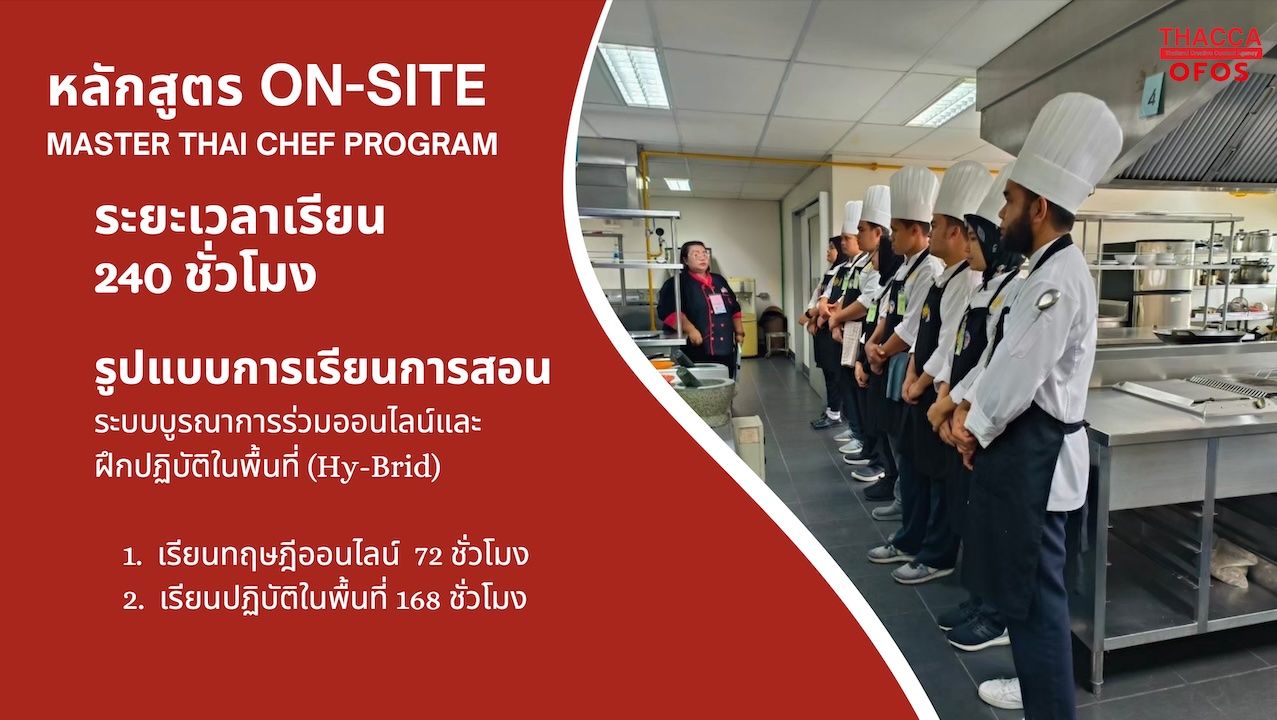 หลักสูตร ON-SITE
MASTER THAI CHEF PROGRAM
ระยะเวลาเรียน
240 ชั่วโมง
รูปแบบการเรียนการสอน
ระบบบูรณาการร่วมออนไลน์และ
ฝึกปฏิบัติในพื้นที่ (Hy-Brid)
1. เรียนทฤษฎีออนไลน์ 72 ชั่วโมง
2. เรียนปฏิบัติในพื้นที่ 168 ชั่วโมง
THACCA
Thailand Creative Content Agency
OFOS
4